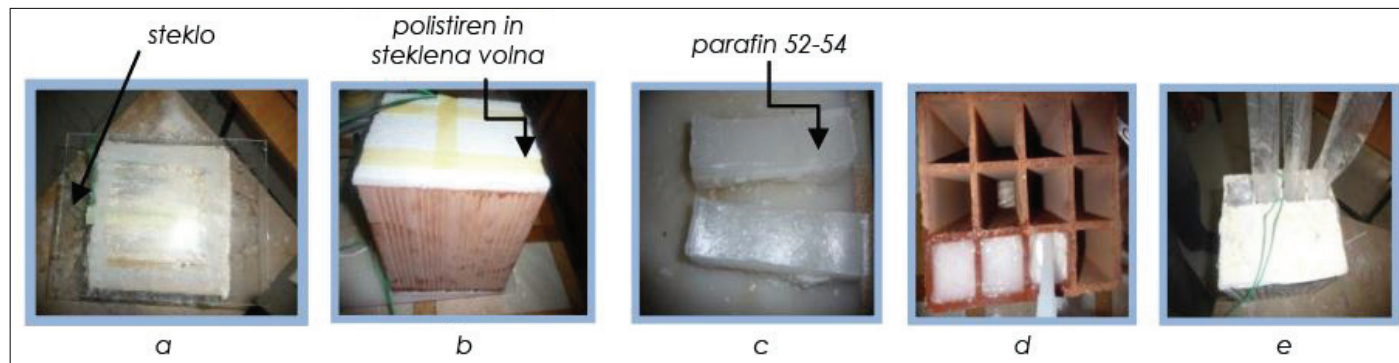 steklo
polistiren in
steklena volna
parafin 52-54
a
b
c
d
e